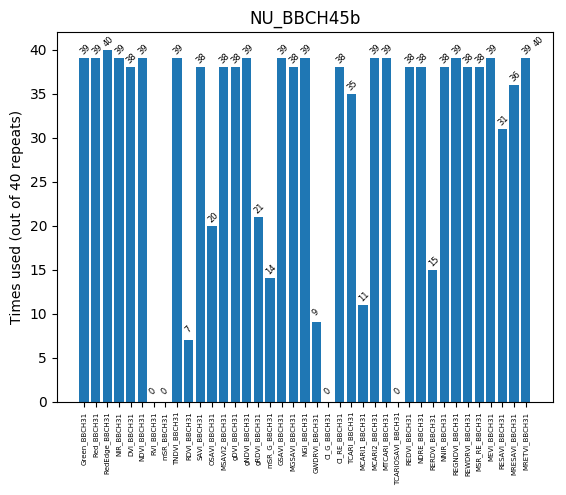 NU_BBCH45b
Times used (out of 40 repeats)
40
35
30
25
20
15
10
5
0
39
39
40
39
38
39
0
0
39
7
38
20
38
38
39
21
14
39
38
39
9
0
38
35
11
39
39
0
38
38
15
38
39
38
38
39
31
36
39
40
Green_BBCH31
Red_BBCH31
RedEdge_BBCH31
NIR_BBCH31
DVI_BBCH31
NDVI_BBCH31
RVI_BBCH31
mSR_BBCH31
TNDVI_BBCH31
RDVI_BBCH31
SAVI_BBCH31
OSAVI_BBCH31
MSAVI2_BBCH31
gDVI_BBCH31
gNDVI_BBCH31
gRDVI_BBCH31
mSR_G_BBCH31
GSAVI_BBCH31
MGSAVI_BBCH31
NGI_BBCH31
GWDRVI_BBCH31
CI_G_BBCH31
CI_RE_BBCH31
TCARI_BBCH31
MCARI1_BBCH31
MCARI2_BBCH31
MTCARI_BBCH31
TCARIOSAVI_BBCH31
REDVI_BBCH31
NDRE_BBCH31
RERDVI_BBCH31
NNIR_BBCH31
REGNDVI_BBCH31
REWDRVI_BBCH31
MSR_RE_BBCH31
MEVI_BBCH31
RESAVI_BBCH31
MRESAVI_BBCH31
MRETVI_BBCH31